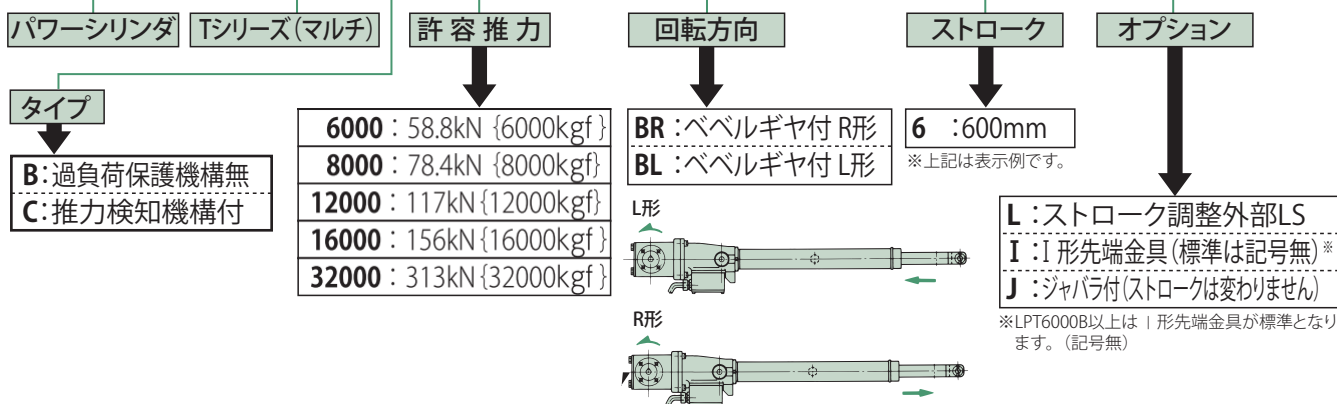 パワーシリンダ
Tシリーズ(マルチ)
許容推力
回転方向
ストローク
オプション
タイプ
B:過負荷保護機構無
C:推力検知機構付
6000:58.8kN {6000kgf}
8000:78.4kN {8000kgf}
12000:117kN {12000kgf}
16000:156kN {16000kgf}
32000:313kN {32000kgf}
BR:ベベルギヤ付 R形
BL:ベベルギヤ付 L形
L形
R形
6 :600mm
※上記は表示例です。
L:ストローク調整外部LS
I:I 形先端金具(標準は記号無)※
J:ジャバラ付(ストロークは変わりません)
※LPT6000B以上は I 形先端金具が標準となり
ます。(記号無)